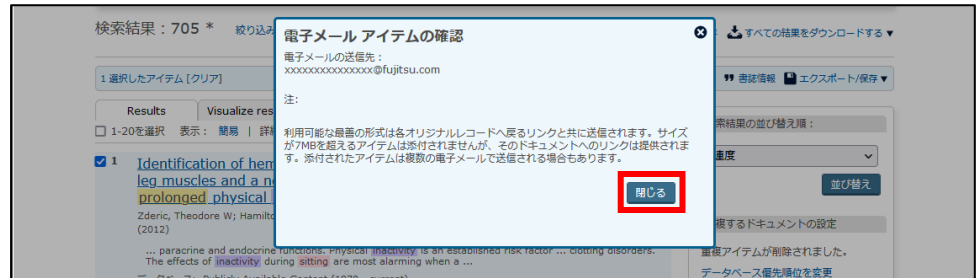 検索結果：705 * 絞り込み
すべての結果をダウンロードする ▼
1 選択したアイテム [クリア]
書誌情報 エクスポート/保存 ▼
電子メール アイテムの確認
電子メールの送信先：
xxxxxxxxxxxxxxx@fujitsu.com
注:
利用可能な最善の形式は各オリジナルレコードへ戻るリンクと共に送信されます。サイズ
が7MBを超えるアイテムは添付されませんが、そのドキュメントへのリンクは提供されま
す。添付されたアイテムは複数の電子メールで送信される場合もあります。
閉じる
Results Visualize res
1-20を選択 表示： 簡易 | 詳
索結果の並び替え順：
並び替え
1 Identification of hem
leg muscles and a n
prolonged physical
Zderic, Theodore W; Hamilt
(2012)
... paracrine and endocrine functions. Physical inactivity is an established risk factor ... clotting disorders.
The effects of inactivity during sitting are most alarming when a ...
複するドキュメントの設定
重複アイテムが削除されました。
データベース優先順位を変更